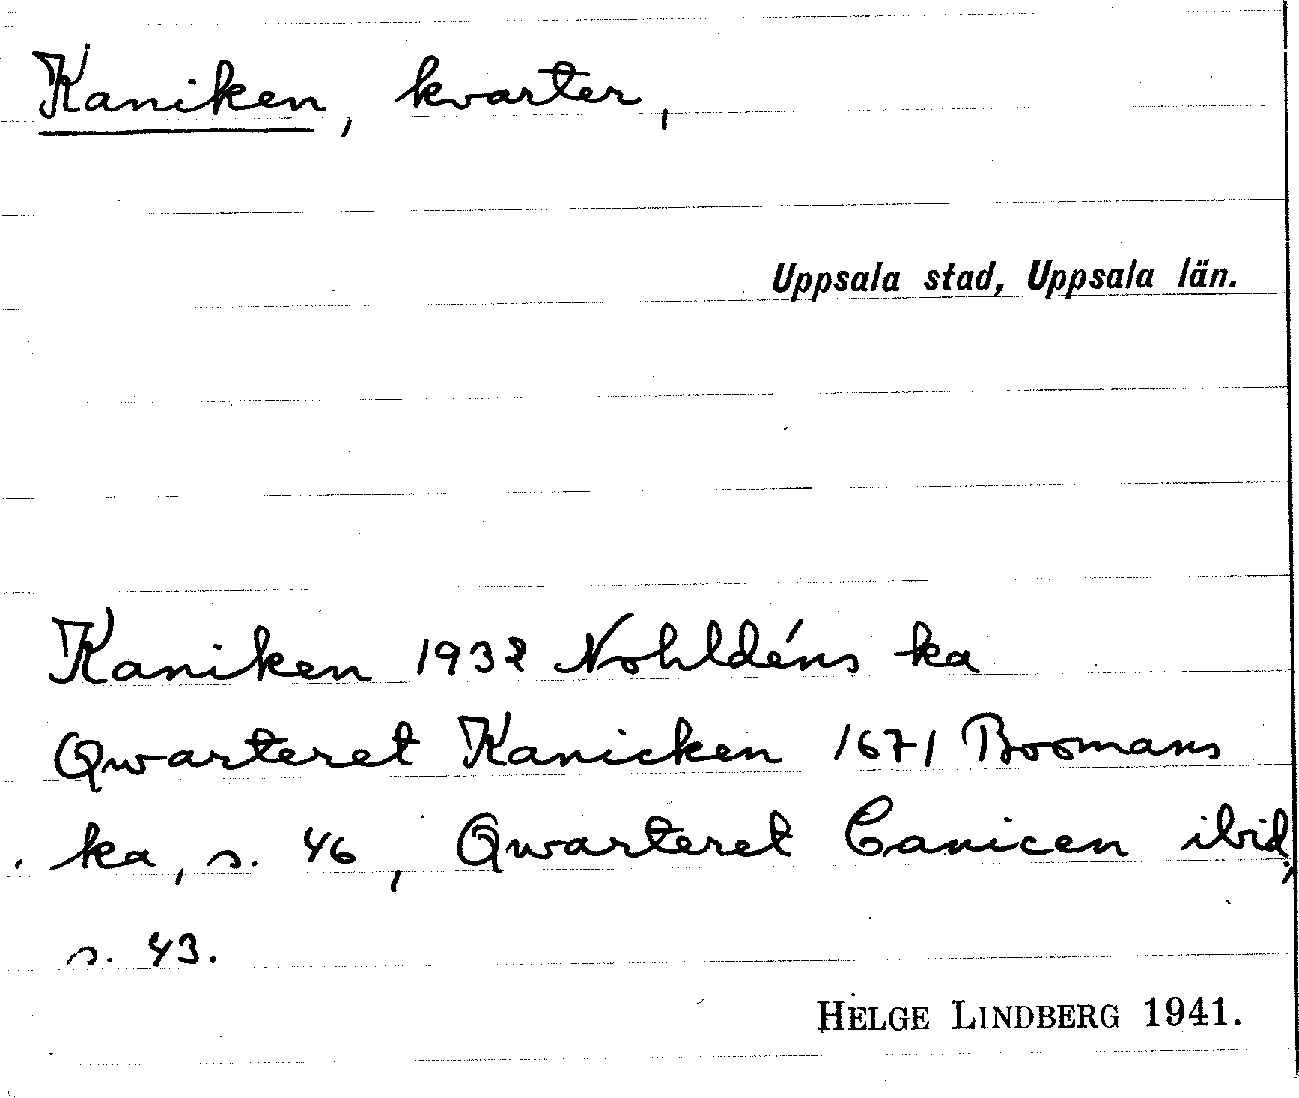 Kaniken, kvarter,
Uppsala stad, Uppsala län.
Kaniken 1932 Nohldéns ka
Qwarteret Kanicken 1671 Boomans
ka, s. 46, Qwarteret Canicen ibid,
s. 43.
HELGE LINDBERG 1941.